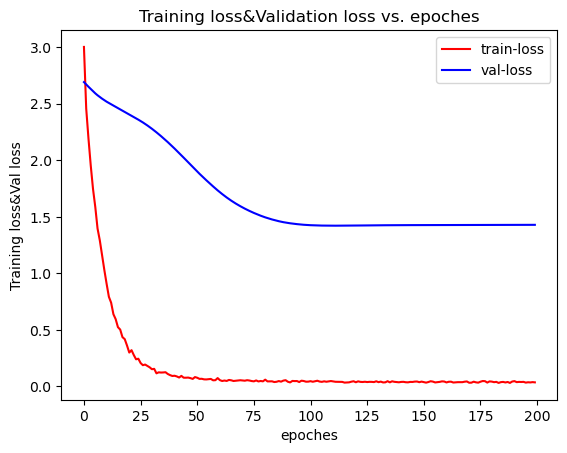 Training loss&Validation loss vs. epoches
train-loss
val-loss
Training loss&Val loss
3.0
2.5
2.0
1.5
1.0
0.5
0.0
0 25 50 75 100 125 150 175 200
epoches